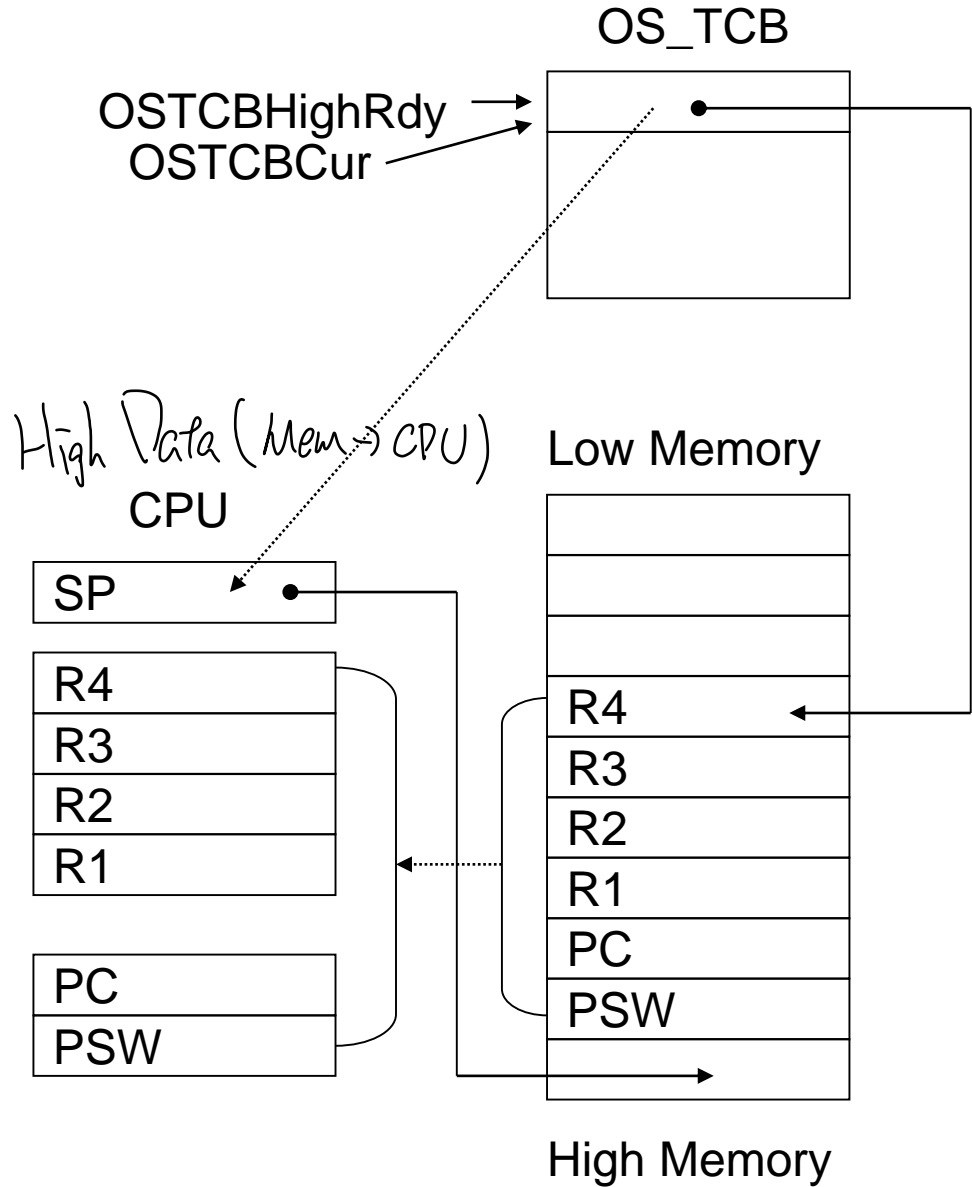 OS_TCB
OSTCBHighRdy
OSTCBCur
High Data (Mem → CPU)
CPU
SP
R4
R3
R2
R1
PC
PSW
Low Memory
R4
R3
R2
R1
PC
PSW
High Memory